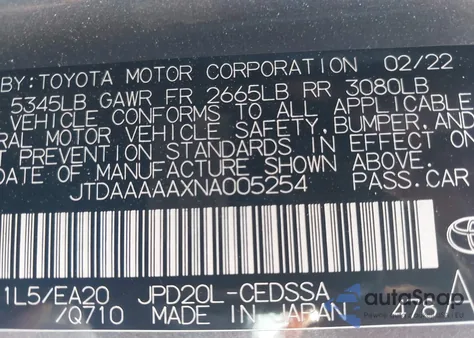 BY: TOYOTA MOTOR CORPORATION 02/22
5345LB GAWR FR 2665LB RR 3080LB
VEHICLE CONFORMS TO ALL APPLICABLE
RAL MOTOR VEHICLE SAFETY, BUMPER, AND
T PREVENTION STANDARDS IN EFFECT ON
DATE OF MANUFACTURE SHOWN ABOVE.
JTDAAAAAXNA005254 PASS. CAR
1L5/EA20 JPD20L-CEDSSA A
/Q710 MADE IN JAPAN 478
autoSnap